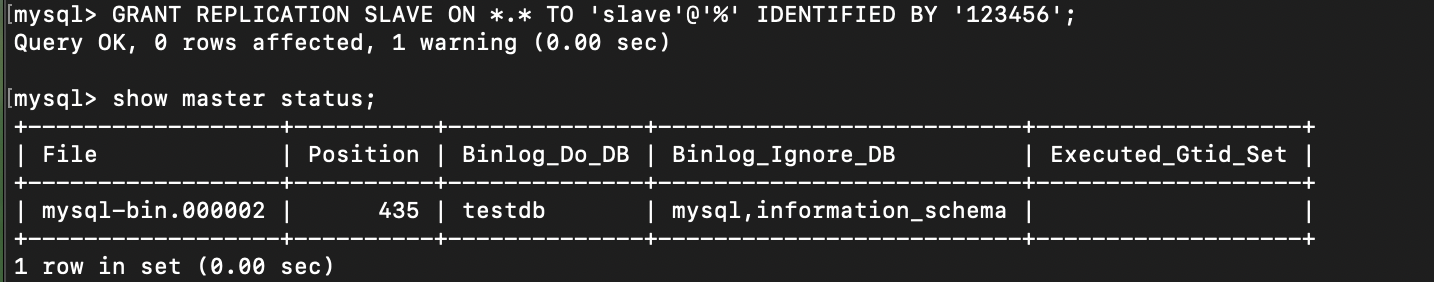 [mysql> GRANT REPLICATION SLAVE ON *.* TO 'slave'@'%' IDENTIFIED BY '123456';
Query OK, 0 rows affected, 1 warning (0.00 sec)
[mysql> show master status;
+------------------+----------+--------------+--------------------------+-------------------+
| File             | Position | Binlog_Do_DB | Binlog_Ignore_DB         | Executed_Gtid_Set |
+------------------+----------+--------------+--------------------------+-------------------+
| mysql-bin.000002 |      435 | testdb       | mysql,information_schema |                   |
+------------------+----------+--------------+--------------------------+-------------------+
1 row in set (0.00 sec)